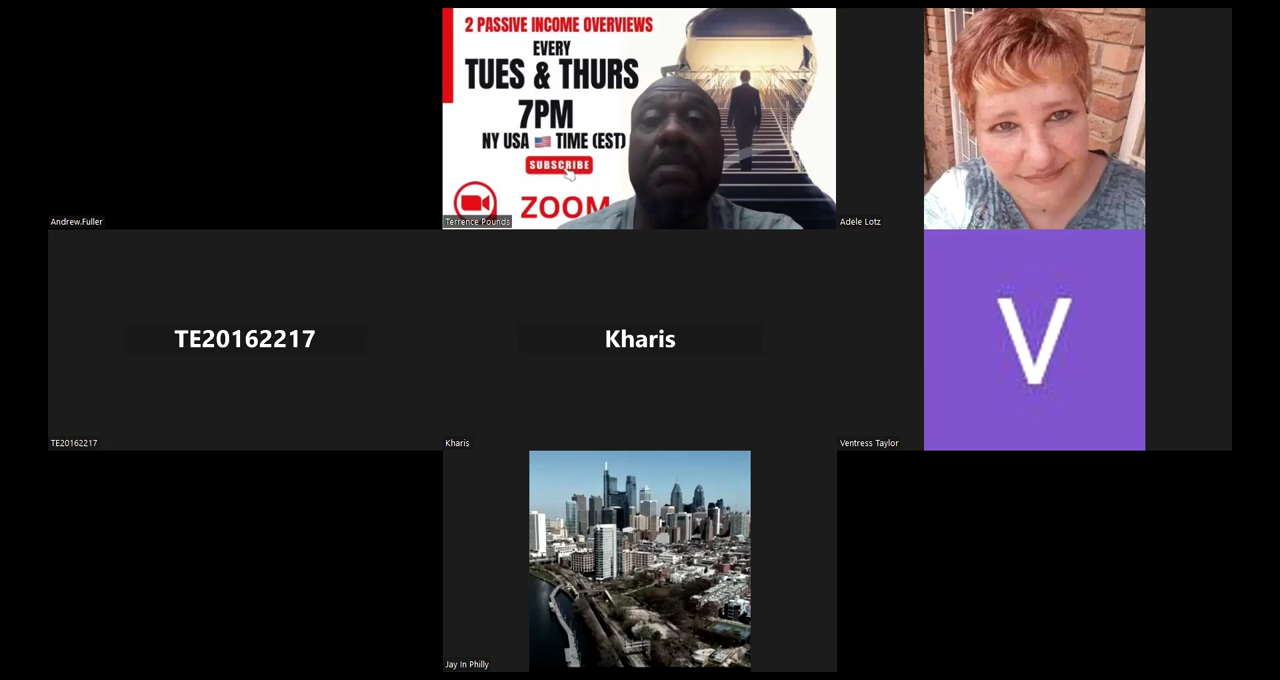 2 PASSIVE INCOME OVERVIEWS
EVERY
TUES & THURS
7PM
NY USA TIME (EST)
SUBSCRIBE
ZOOM
Andrew.Fuller
Terrence Pounds
Adele Lotz
TE20162217
Kharis
V
TE20162217
Kharis
Ventress Taylor
Jay In Philly